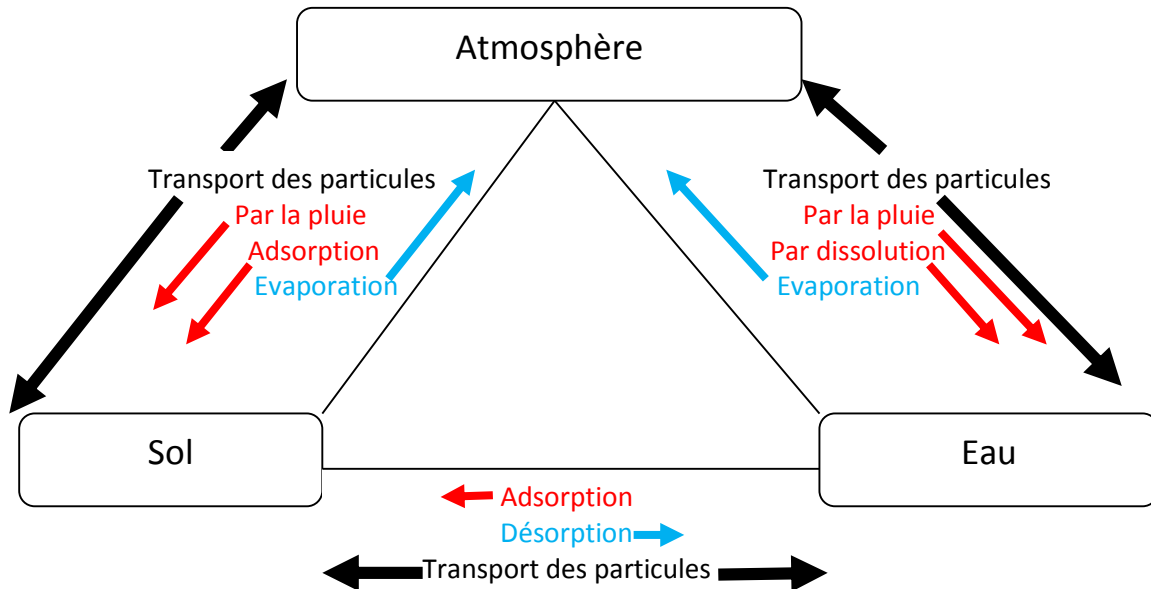 Atmosphère
Transport des particules
Par la pluie
Adsorption
Evaporation
Transport des particules
Par la pluie
Par dissolution
Evaporation
Sol
Eau
Adsorption
Désorption
Transport des particules